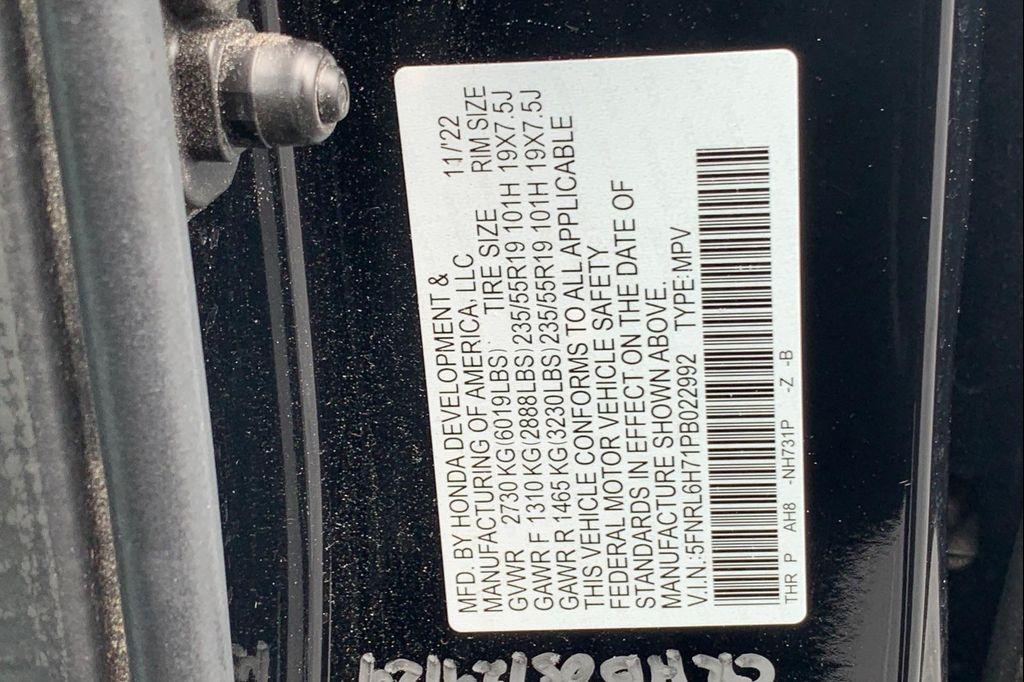 MFD. BY HONDA DEVELOPMENT &
MANUFACTURING OF AMERICA, LLC 11/'22
GVWR 2730 KG(6019LBS) TIRE SIZE RIM SIZE
GAWR F 1310 KG(2888LBS) 235/55R19 101H 19X7.5J
GAWR R 1465 KG(3230LBS) 235/55R19 101H 19X7.5J
THIS VEHICLE CONFORMS TO ALL APPLICABLE
FEDERAL MOTOR VEHICLE SAFETY
STANDARDS IN EFFECT ON THE DATE OF
MANUFACTURE SHOWN ABOVE.
V.I.N.:5FNRL6H71PB022992 TYPE:MPV
THR P AH8 -NH731P -Z -B